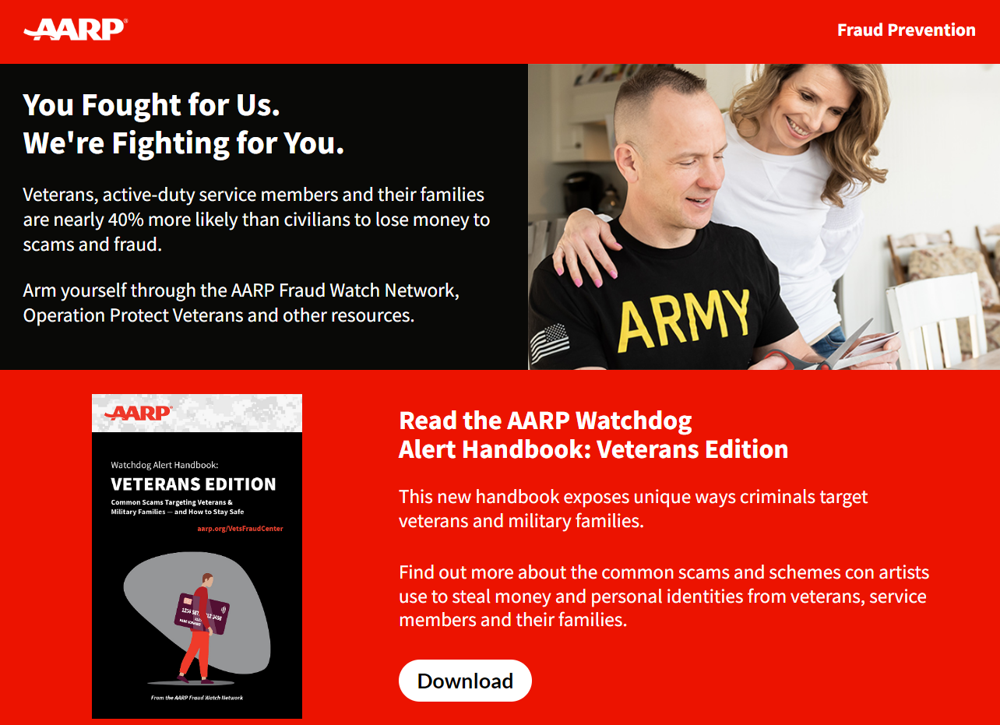 AARP®
Fraud Prevention
You Fought for Us.
We're Fighting for You.
Veterans, active-duty service members and their families
are nearly 40% more likely than civilians to lose money to
scams and fraud.
Arm yourself through the AARP Fraud Watch Network,
Operation Protect Veterans and other resources.
ARMY
AARP®
Watchdog Alert Handbook:
VETERANS EDITION
Common Scams Targeting Veterans &
Military Families — and How to Stay Safe
aarp.org/VetsFraudCenter
From the AARP Fraud Watch Network
Read the AARP Watchdog
Alert Handbook: Veterans Edition
This new handbook exposes unique ways criminals target
veterans and military families.
Find out more about the common scams and schemes con artists
use to steal money and personal identities from veterans, service
members and their families.
Download